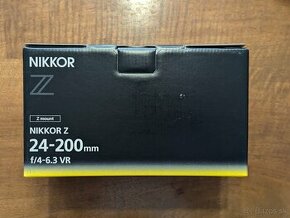 NIKKOR
Z
Z mount
NIKKOR Z
24-200mm
f/4-6.3 VR